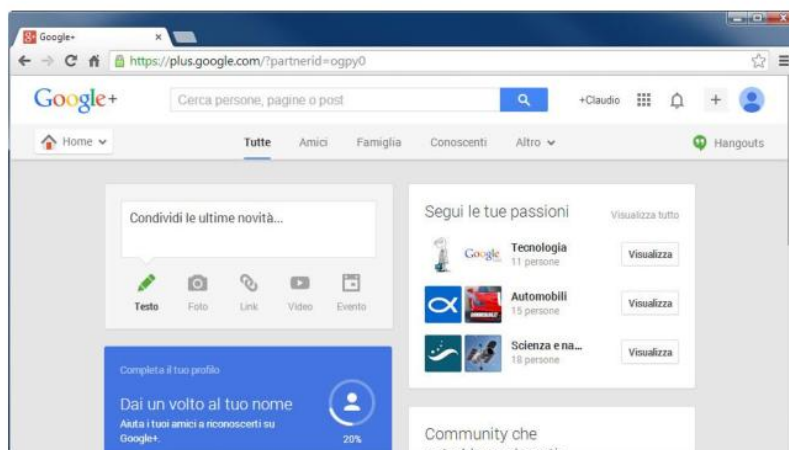 Google+
https://plus.google.com/?partnerid=ogpy0
Google+
Cerca persone, pagine o post
+Claudio
Home
Tutte
Amici
Famiglia
Conoscenti
Altro
Hangouts
Condividi le ultime novità...
Testo
Foto
Link
Video
Evento
Segui le tue passioni
Visualizza tutto
Google
Tecnologia
11 persone
Visualizza
Automobili
15 persone
Visualizza
Scienza e na...
18 persone
Visualizza
Completa il tuo profilo
Dai un volto al tuo nome
Aiuta i tuoi amici a riconoscerti su
Google+.
20%
Community che